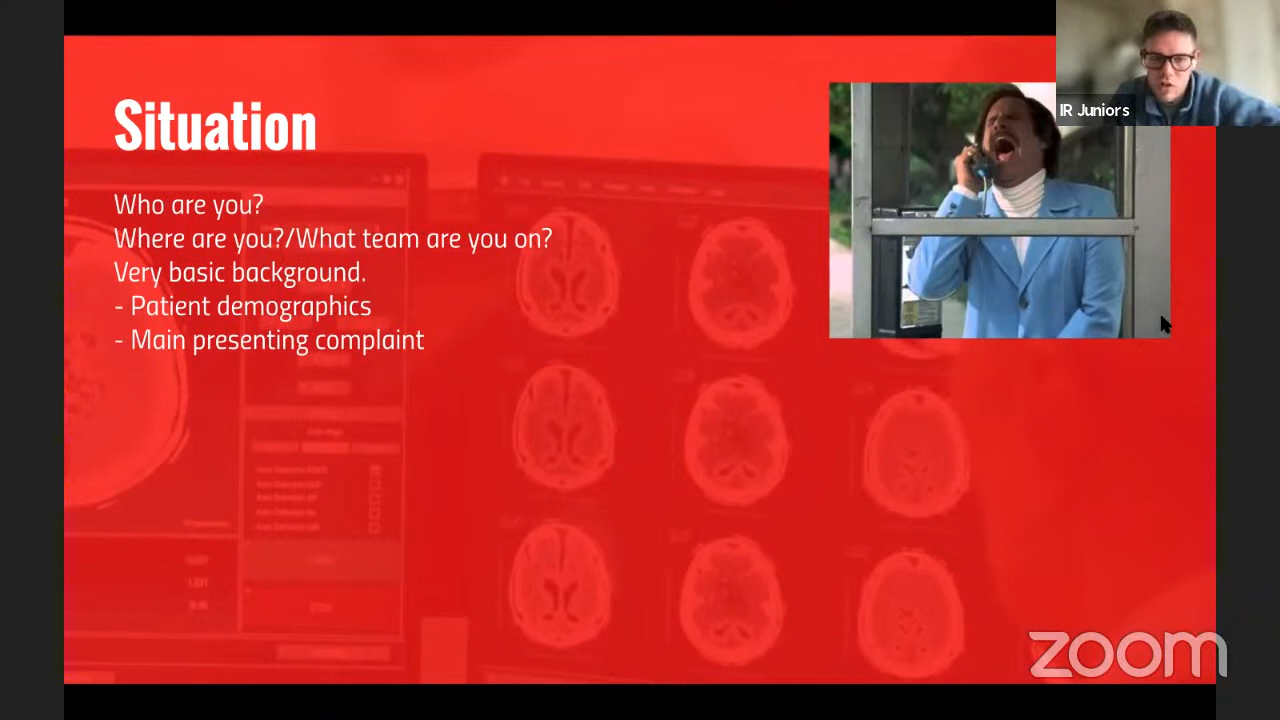 Situation
IR Juniors
Who are you?
Where are you?/What team are you on?
Very basic background.
- Patient demographics
- Main presenting complaint
zoom